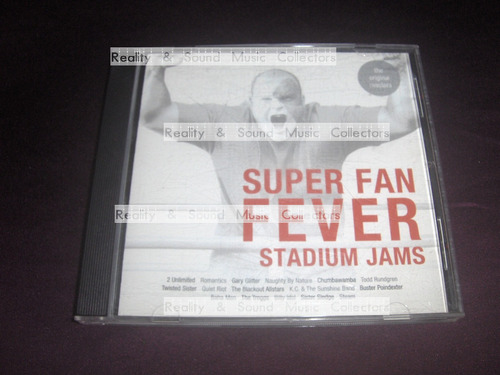 Reality & Sound Music Collectors
the original masters
Reality & Sound Music Collectors
SUPER FAN
FEVER
Reality & Sound Music Collectors
STADIUM JAMS
2 Unlimited Romantics Gary Glitter Naughty By Nature Chumbawamba Todd Rundgren
Twisted Sister Quiet Riot The Blackout Allstars K.C. & The Sunshine Band Buster Poindexter
Reality & Sound Music Collectors